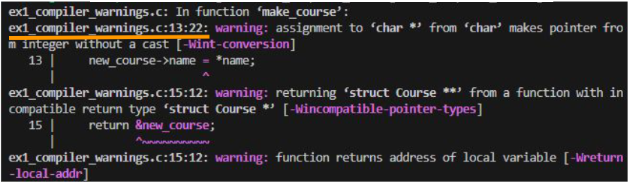 ex1_compiler_warnings.c: In function ‘make_course’:
ex1_compiler_warnings.c:13:22: warning: assignment to ‘char *’ from ‘char’ makes pointer fro
m integer without a cast [-Wint-conversion]
   13 |     new_course->name = *name;
      |                      ^
ex1_compiler_warnings.c:15:12: warning: returning ‘struct Course **’ from a function with in
compatible return type ‘struct Course *’ [-Wincompatible-pointer-types]
   15 |     return &new_course;
      |            ^~~~~~~~~~~
ex1_compiler_warnings.c:15:12: warning: function returns address of local variable [-Wreturn
-local-addr]